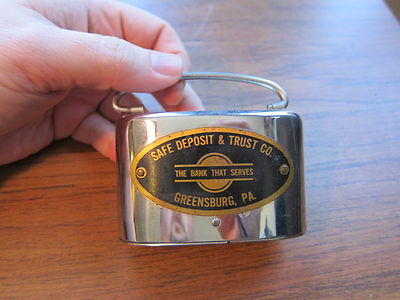 SAFE DEPOSIT & TRUST CO.
THE BANK THAT SERVES
GREENSBURG, PA.